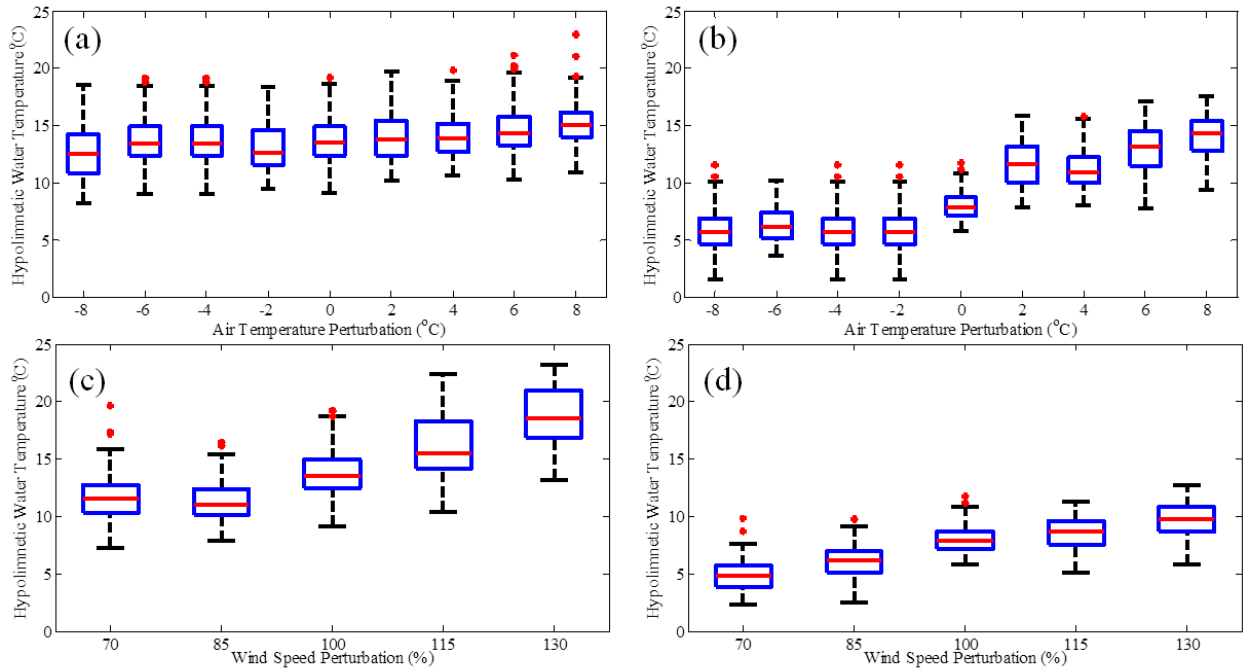 (a)
Hypolimnetic Water Temperature (°C)
25
20
15
10
5
0
-8 -6 -4 -2 0 2 4 6 8
Air Temperature Perturbation (°C)
(b)
Hypolimnetic Water Temperature (°C)
25
20
15
10
5
0
-8 -6 -4 -2 0 2 4 6 8
Air Temperature Perturbation (°C)
(c)
Hypolimnetic Water Temperature (°C)
25
20
15
10
5
0
70 85 100 115 130
Wind Speed Perturbation (%)
(d)
Hypolimnetic Water Temperature (°C)
25
20
15
10
5
0
70 85 100 115 130
Wind Speed Perturbation (%)